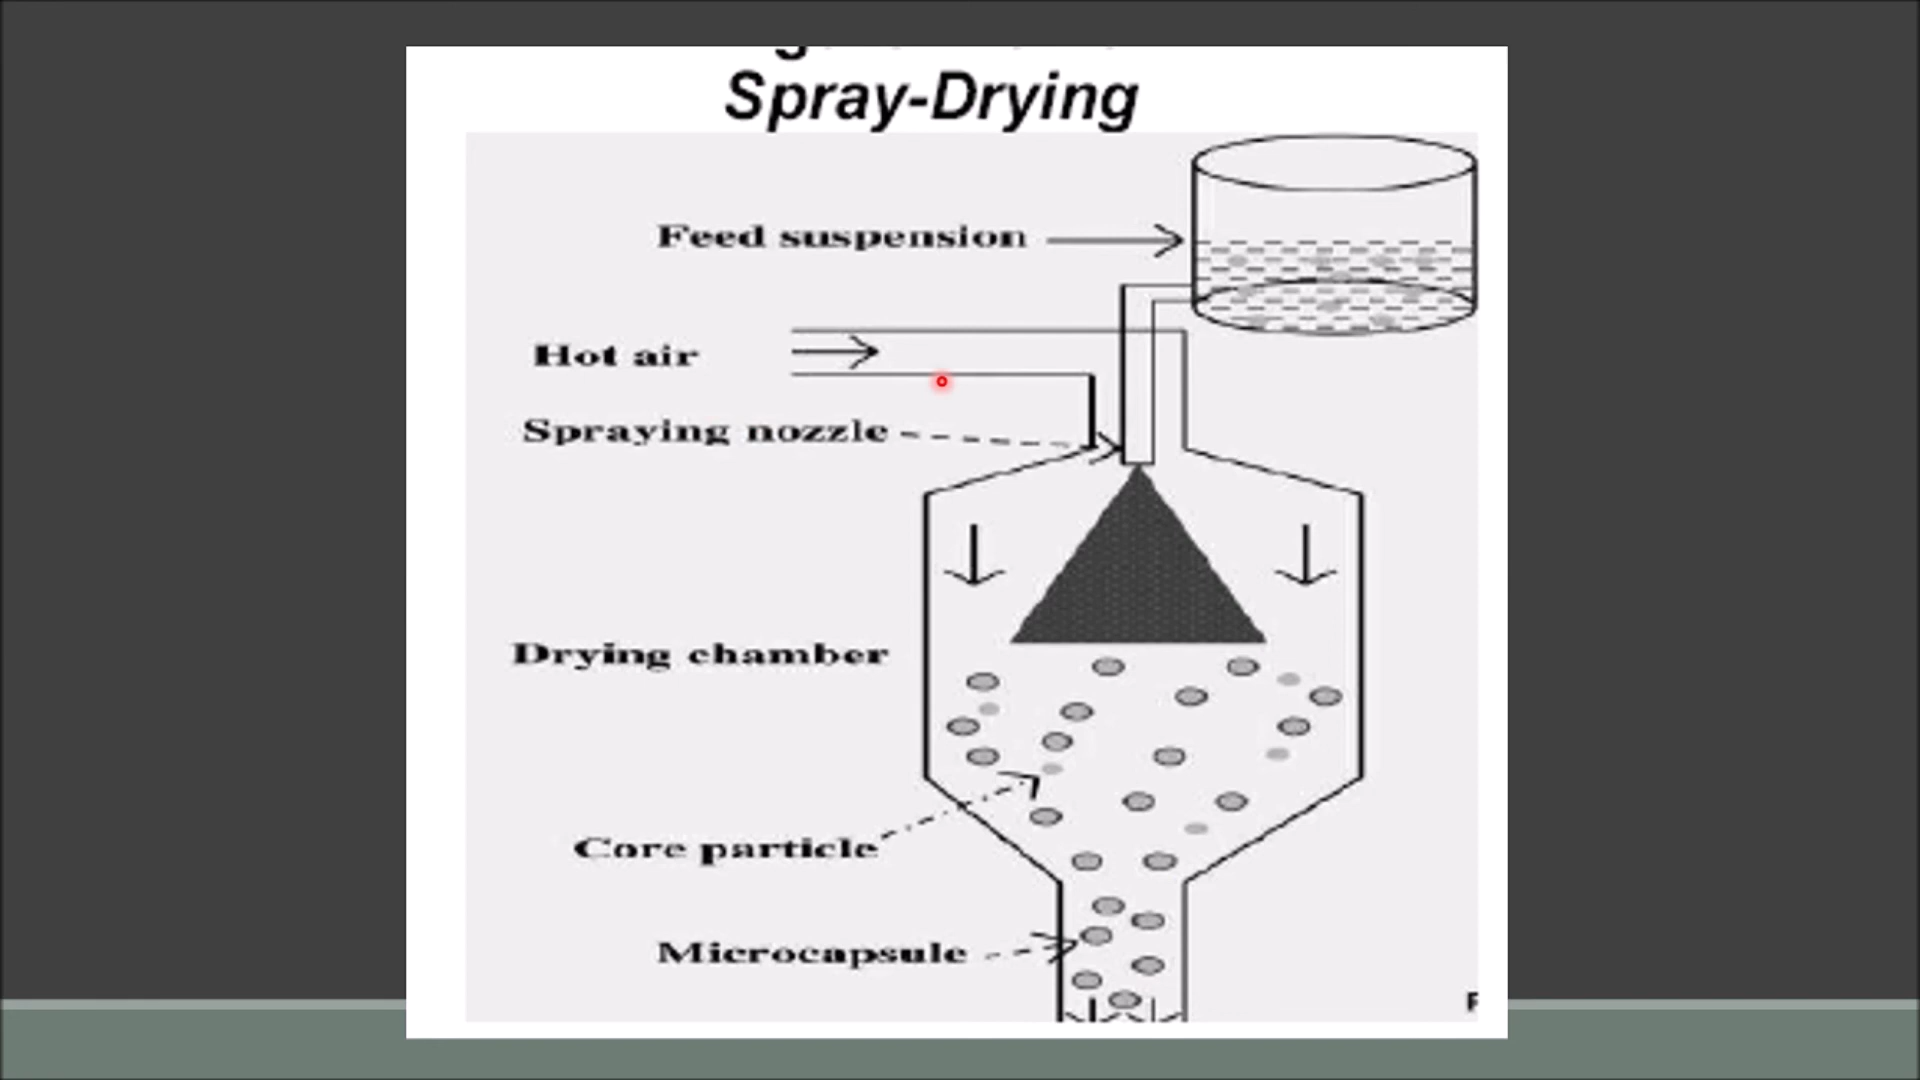 Spray-Drying
Feed suspension
Hot air
Spraying nozzle
Drying chamber
Core particle
Microcapsule